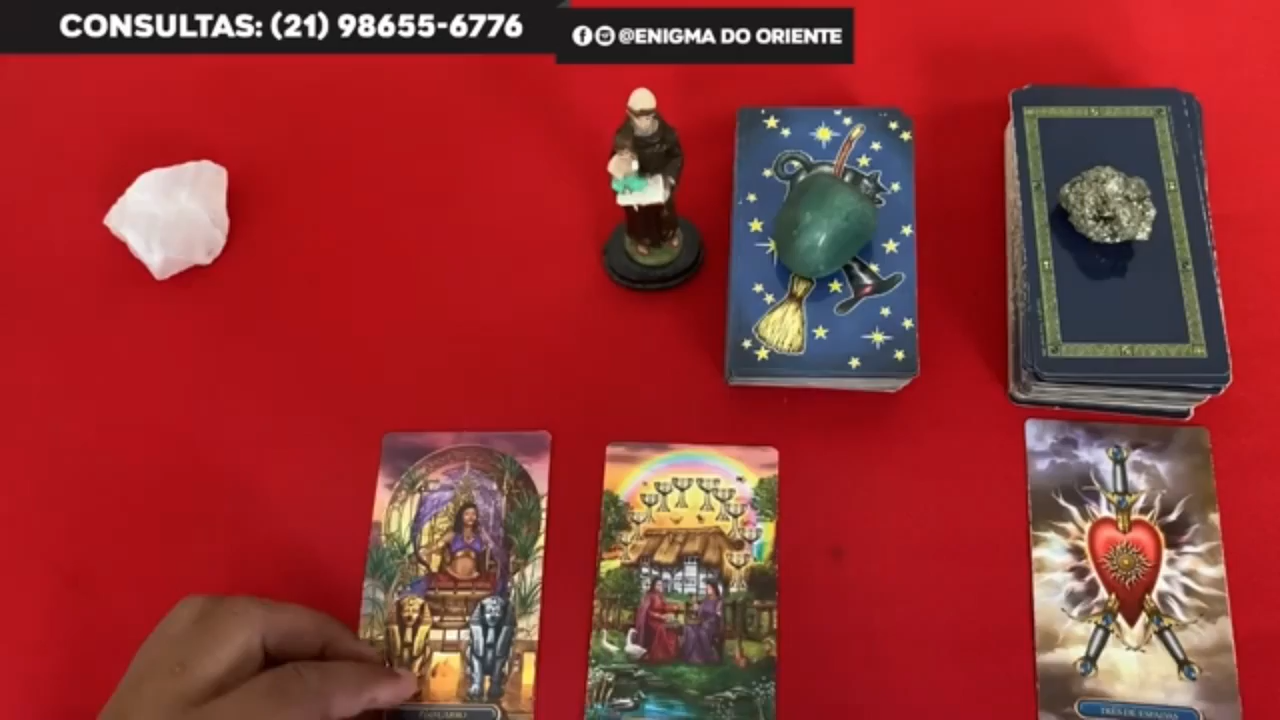 CONSULTAS: (21) 98655-6776
@ENIGMA DO ORIENTE
TRÊS DE ESPADAS